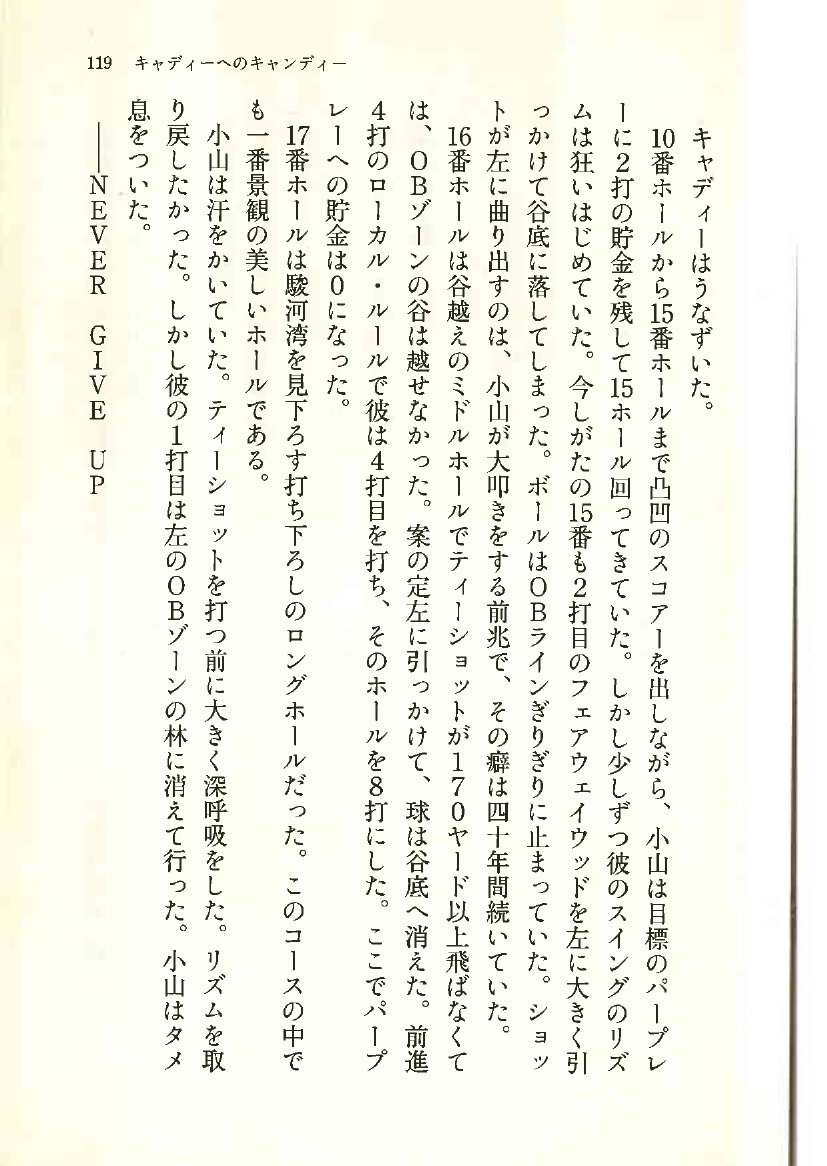 119 キャディーへのキャンディー
キャディーはうなずいた。
10番ホールから15番ホールまで凸凹のスコアーを出しながら、小山は目標のパープレ
ーに2打の貯金を残して15ホール回ってきていた。しかし少しずつ彼のスイングのリズ
ムは狂いはじめていた。今しがたの15番も2打目のフェアウェイウッドを左に大きく引
っかけて谷底に落してしまった。ボールはOBラインぎりぎりに止まっていた。ショッ
トが左に曲り出すのは、小山が大叩きをする前兆で、その癖は四十年間続いていた。
16番ホールは谷越えのミドルホールでティーショットが170ヤード以上飛ばなくて
は、OBゾーンの谷は越せなかった。案の定左に引っかけて、球は谷底へ消えた。前進
4打のローカル・ルールで彼は4打目を打ち、そのホールを8打にした。ここでパープ
レーへの貯金は0になった。
17番ホールは駿河湾を見下ろす打ち下ろしのロングホールだった。このコースの中で
も一番景観の美しいホールである。
小山は汗をかいていた。ティーショットを打つ前に大きく深呼吸をした。リズムを取
り戻したかった。しかし彼の1打目は左のOBゾーンの林に消えて行った。小山はタメ
息をついた。
――NEVER GIVE UP